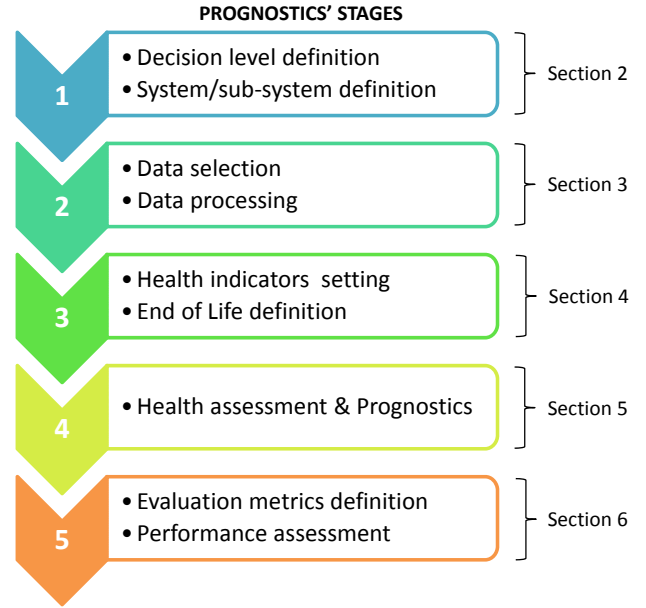 PROGNOSTICS' STAGES
1
• Decision level definition
• System/sub-system definition
Section 2
2
• Data selection
• Data processing
Section 3
3
• Health indicators setting
• End of Life definition
Section 4
4
• Health assessment & Prognostics
Section 5
5
• Evaluation metrics definition
• Performance assessment
Section 6